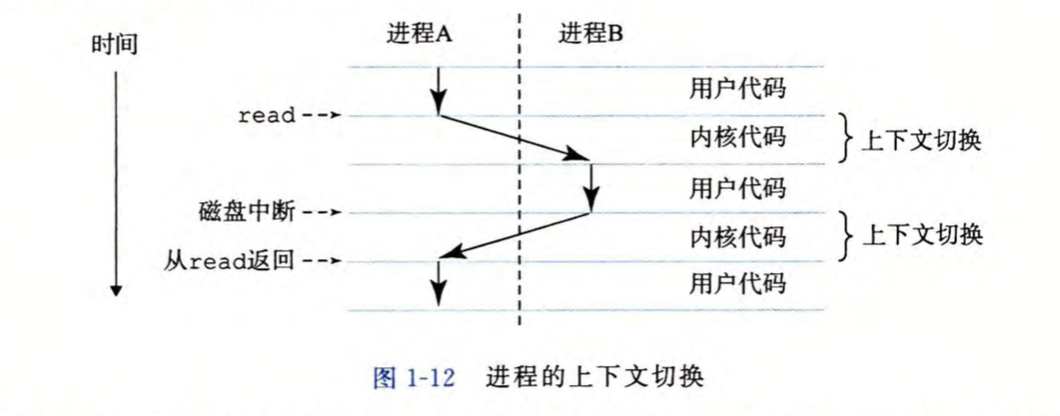 时间
进程A
进程B
用户代码
read
内核代码
上下文切换
用户代码
磁盘中断
内核代码
上下文切换
从read返回
用户代码
图 1-12 进程的上下文切换